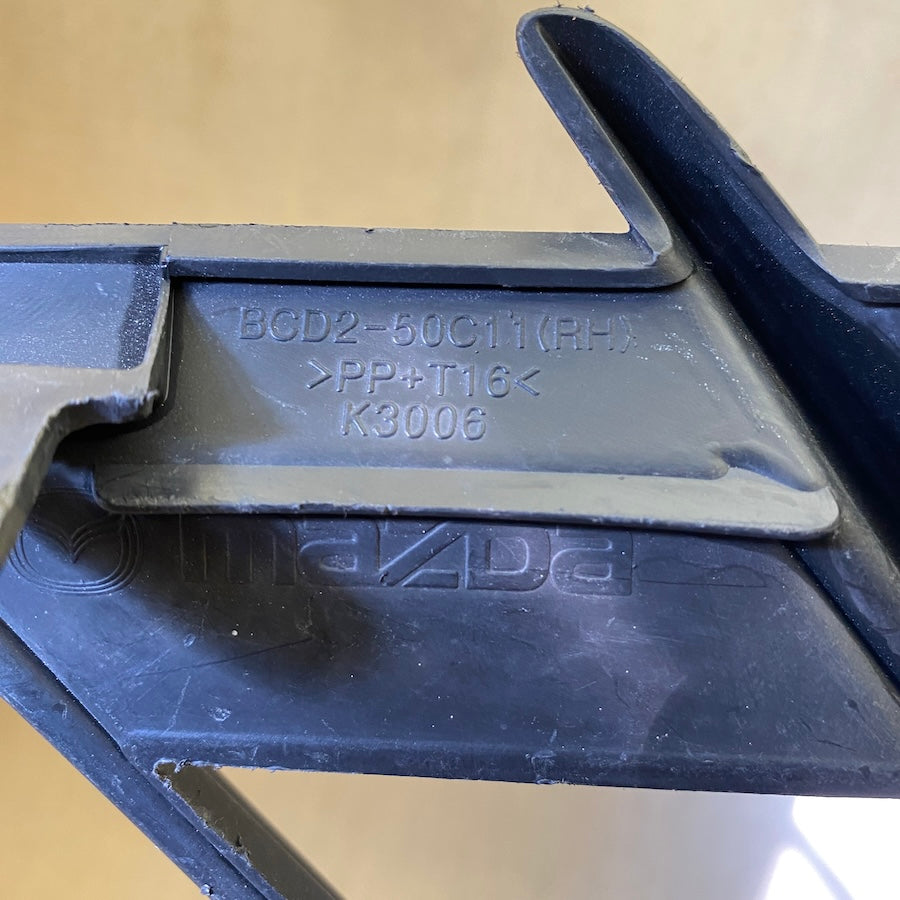 BCD2-50C11(RH)
>PP+T16<
K3006
mazda